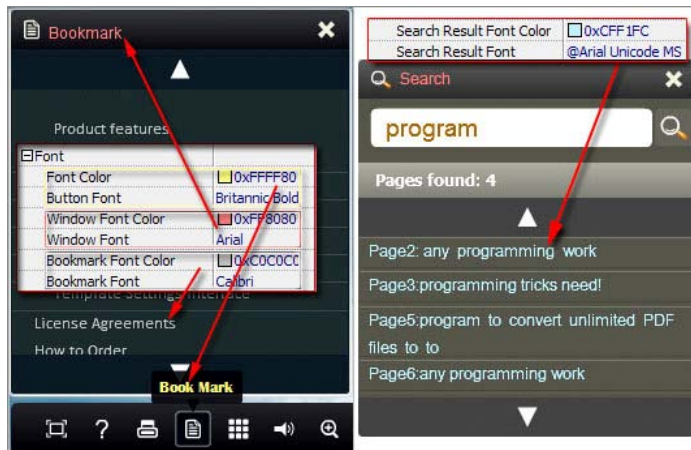 Bookmark
Product features
Font
Font Color 0xFFFF80
Button Font Britannic Bold
Window Font Color 0xFF8080
Window Font Arial
Bookmark Font Color 0xC0C0C0
Bookmark Font Calibri
Template Settings Interface
License Agreements
How to Order
Book Mark
?
Search Result Font Color 0xCFF1FC
Search Result Font @Arial Unicode MS
Search
program
Pages found: 4
Page2: any programming work
Page3:programming tricks need!
Page5:program to convert unlimited PDF
files to to
Page6:any programming work